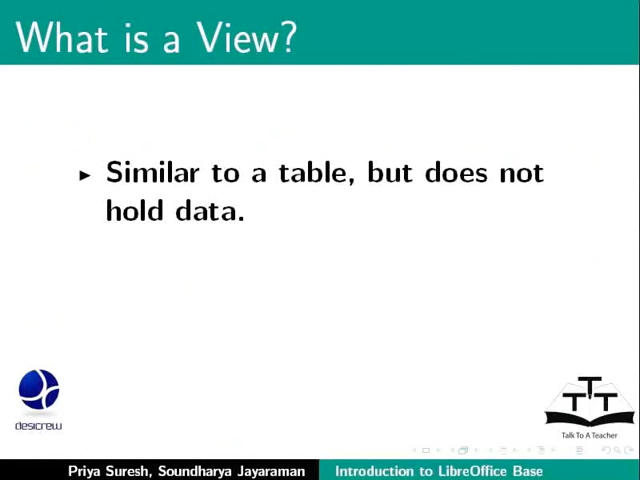 What is a View?
Similar to a table, but does not
hold data.
desicrew
T T T
Talk To A Teacher
Priya Suresh, Soundharya Jayaraman Introduction to LibreOffice Base